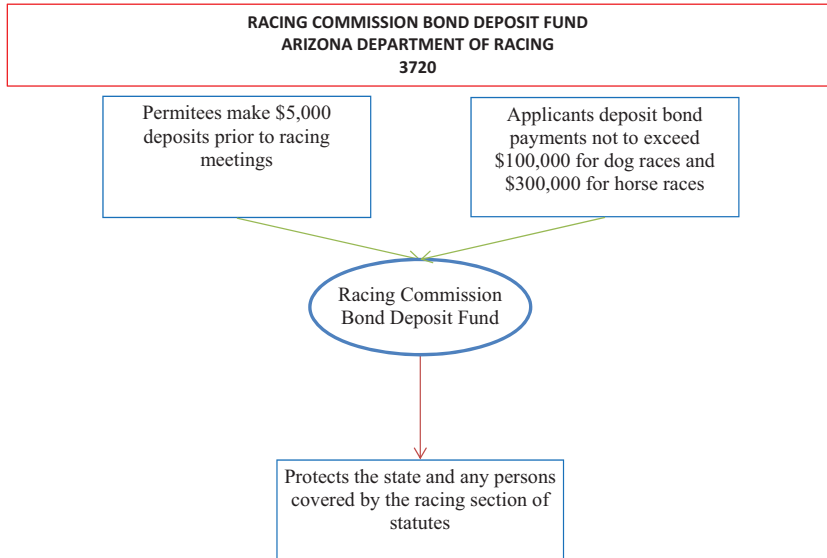 RACING COMMISSION BOND DEPOSIT FUND
ARIZONA DEPARTMENT OF RACING
3720
Permitees make $5,000
deposits prior to racing
meetings
Applicants deposit bond
payments not to exceed
$100,000 for dog races and
$300,000 for horse races
Racing Commission
Bond Deposit Fund
Protects the state and any persons
covered by the racing section of
statutes